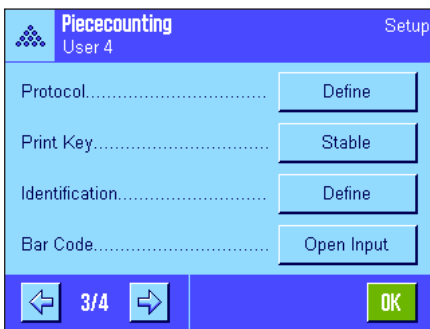 Piececounting Setup
User 4
Protocol................................. Define
Print Key................................ Stable
Identification........................... Define
Bar Code................................. Open Input
3/4 OK